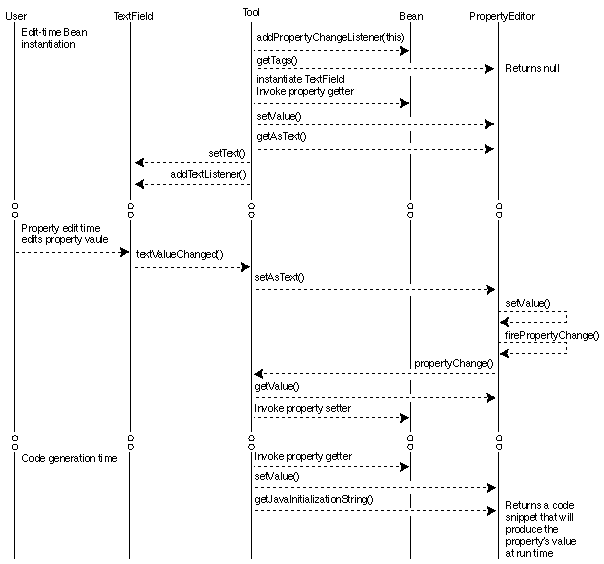 User TextField Tool Bean PropertyEditor
Edit-time Bean
instantiation
addPropertyChangeListener(this)
getTags()
Returns null
instantiate TextField
Invoke property getter
setValue()
getAsText()
setText()
addTextListener()
Property edit time
edits property vaule
textValueChanged()
setAsText()
setValue()
firePropertyChange()
propertyChange()
getValue()
Invoke property setter
Code generation time
Invoke property getter
setValue()
getJavaInitializationString()
Returns a code
snippet that will
produce the
property's value
at run time